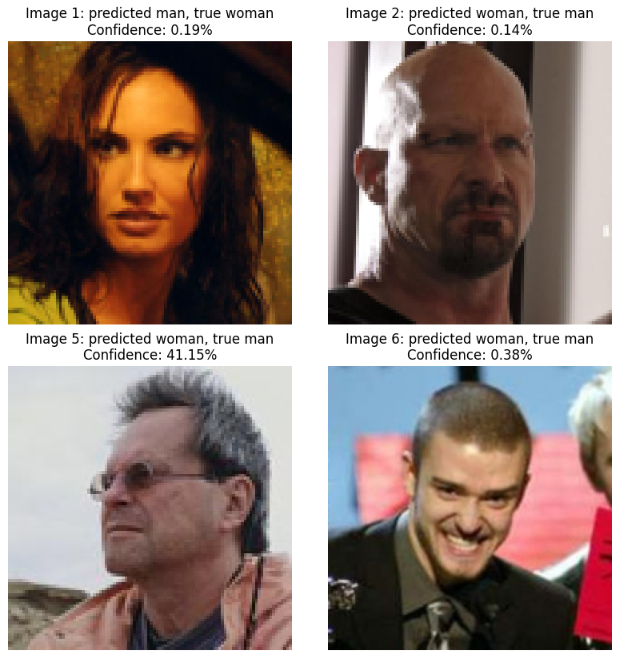 Image 1: predicted man, true woman
Confidence: 0.19%
Image 2: predicted woman, true man
Confidence: 0.14%
Image 5: predicted woman, true man
Confidence: 41.15%
Image 6: predicted woman, true man
Confidence: 0.38%